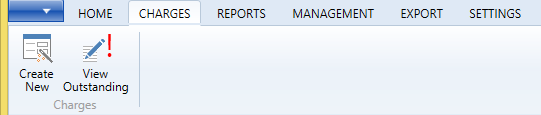 HOME CHARGES REPORTS MANAGEMENT EXPORT SETTINGS
Create New
View Outstanding
Charges